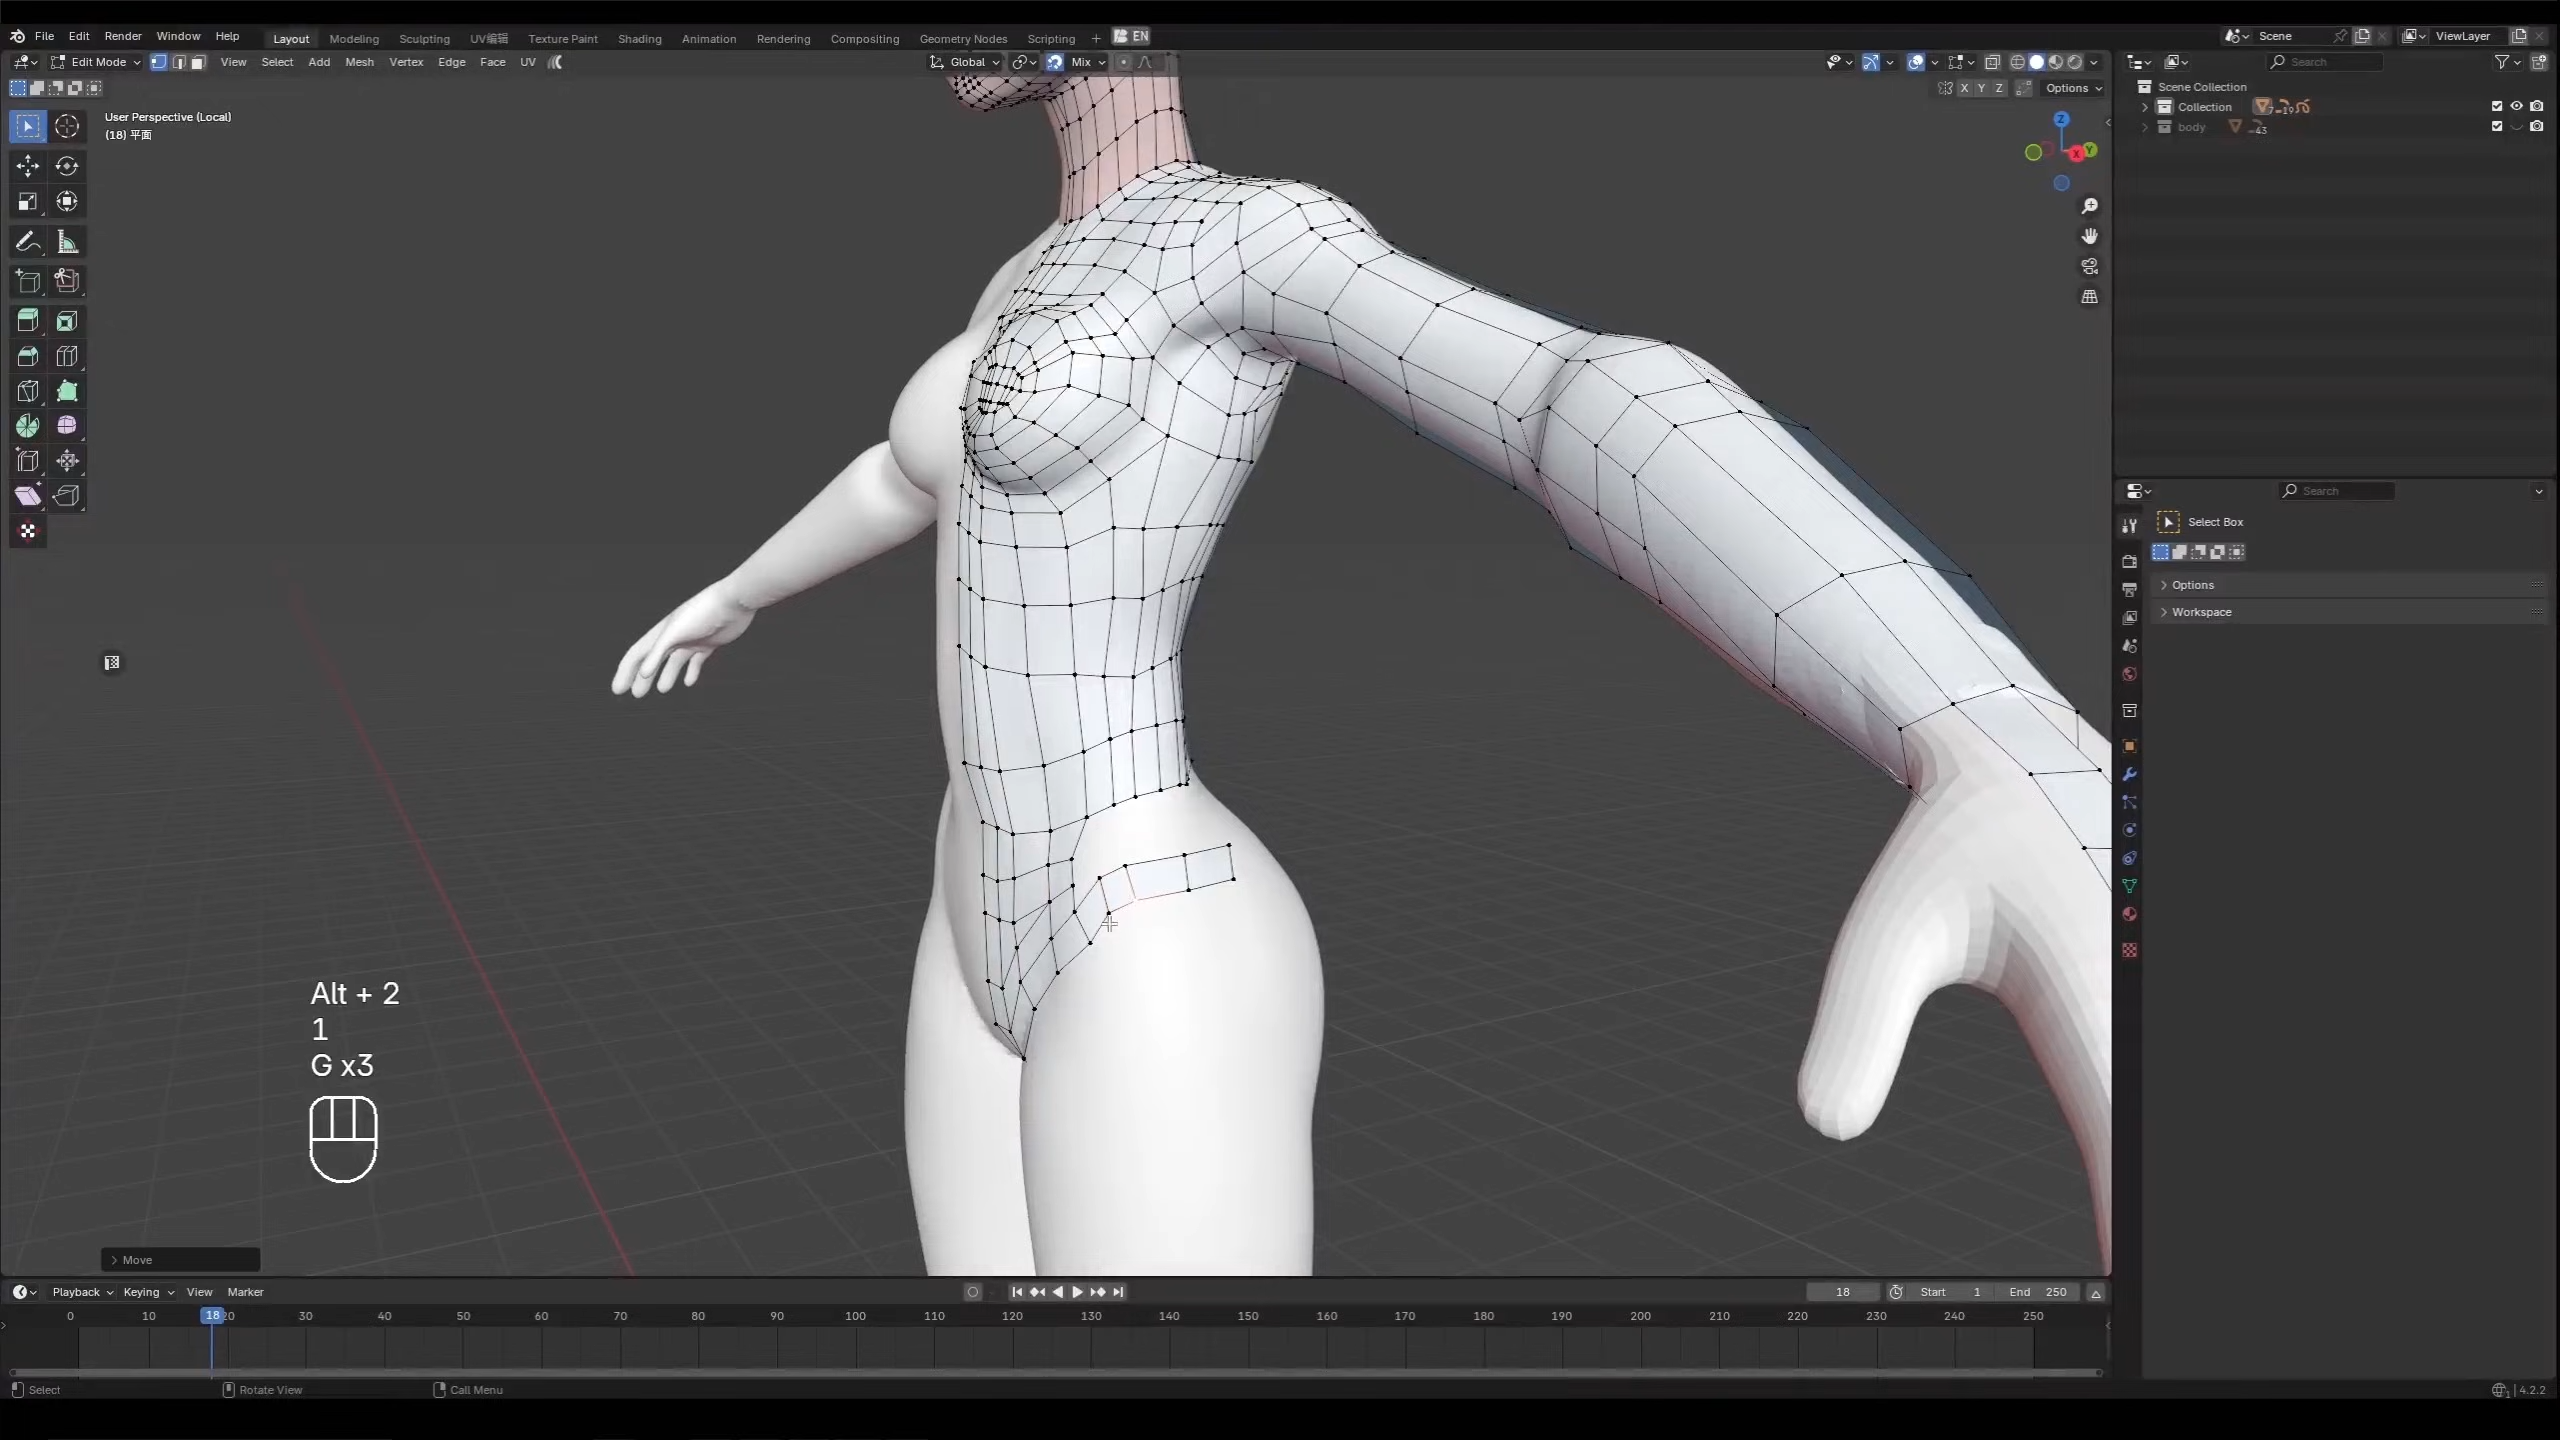 File Edit Render Window Help Layout Modeling Sculpting UV编辑 Texture Paint Shading Animation Rendering Compositing Geometry Nodes Scripting + EN Scene ViewLayer
Edit Mode View Select Add Mesh Vertex Edge Face UV Global Mix Search
X Y Z Options
Scene Collection
Collection
body 43
User Perspective (Local)
(18) 平面
Z
X Y
Search
Select Box
Options
Workspace
Alt + 2
1
G x3
Move
Playback Keying View Marker 18 Start 1 End 250
0 10 18 20 30 40 50 60 70 80 90 100 110 120 130 140 150 160 170 180 190 200 210 220 230 240 250
Select Rotate View Call Menu 4.2.2